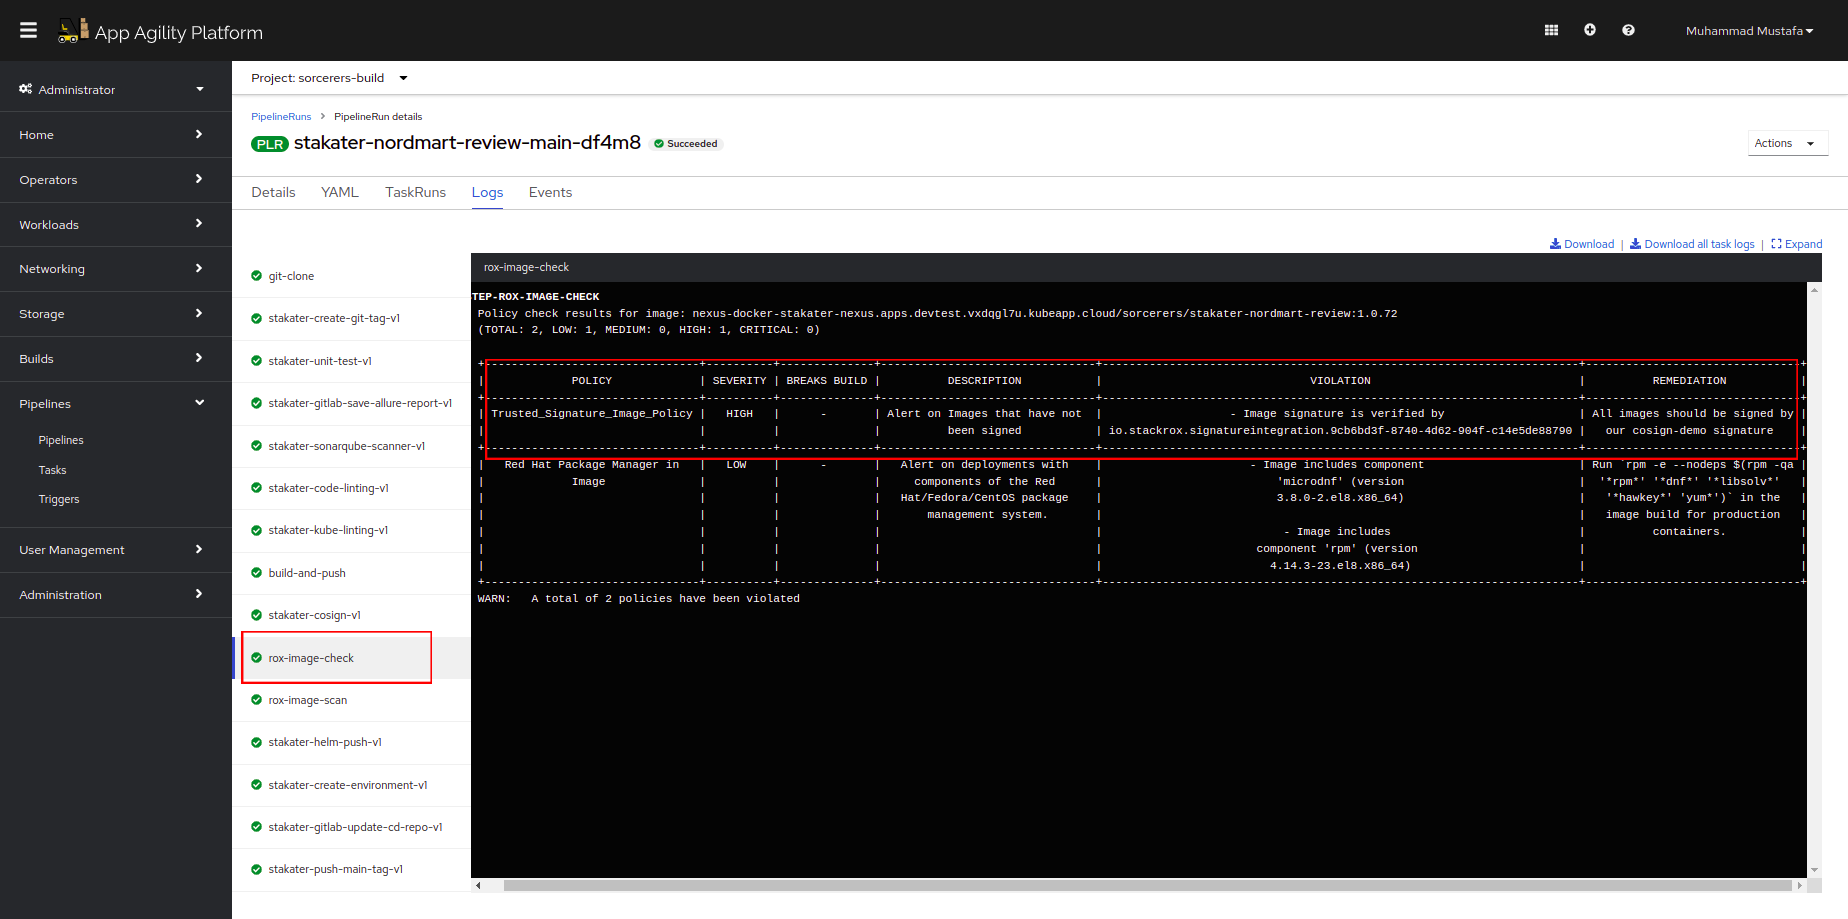 App Agility Platform
Muhammad Mustafa
Administrator
Home
Operators
Workloads
Networking
Storage
Builds
Pipelines
Pipelines
Tasks
Triggers
User Management
Administration
Project: sorcerers-build
PipelineRuns > PipelineRun details
PLR stakater-nordmart-review-main-df4m8 Succeeded
Actions
Details YAML TaskRuns Logs Events
Download | Download all task logs | Expand
git-clone
stakater-create-git-tag-v1
stakater-unit-test-v1
stakater-gitlab-save-allure-report-v1
stakater-sonarqube-scanner-v1
stakater-code-linting-v1
stakater-kube-linting-v1
build-and-push
stakater-cosign-v1
rox-image-check
rox-image-scan
stakater-helm-push-v1
stakater-create-environment-v1
stakater-gitlab-update-cd-repo-v1
stakater-push-main-tag-v1
rox-image-check
TEP-ROX-IMAGE-CHECK
Policy check results for image: nexus-docker-stakater-nexus.apps.devtest.vxdqgl7u.kubeapp.cloud/sorcerers/stakater-nordmart-review:1.0.72
(TOTAL: 2, LOW: 1, MEDIUM: 0, HIGH: 1, CRITICAL: 0)
| POLICY | SEVERITY | BREAKS BUILD | DESCRIPTION | VIOLATION | REMEDIATION |
| Trusted_Signature_Image_Policy | HIGH | - | Alert on Images that have not | - Image signature is verified by | All images should be signed by |
| | | | been signed | io.stackrox.signatureintegration.9cb6bd3f-8740-4d62-904f-c14e5de88790 | our cosign-demo signature |
| Red Hat Package Manager in | LOW | - | Alert on deployments with | - Image includes component | Run `rpm -e --nodeps $(rpm -qa |
| Image | | | components of the Red | 'microdnf' (version | '*rpm*' '*dnf*' '*libsolv*' |
| | | | Hat/Fedora/CentOS package | 3.8.0-2.el8.x86_64) | '*hawkey*' 'yum*')` in the |
| | | | management system. | | image build for production |
| | | | | - Image includes | containers. |
| | | | | component 'rpm' (version | |
| | | | | 4.14.3-23.el8.x86_64) | |
WARN: A total of 2 policies have been violated